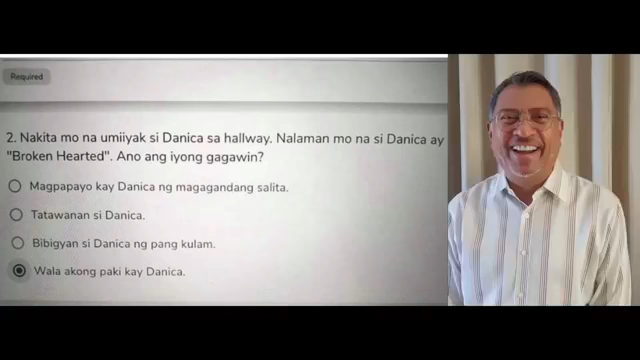 Required
2. Nakita mo na umiiyak si Danica sa hallway. Nalaman mo na si Danica ay
"Broken Hearted". Ano ang iyong gagawin?
Magpapayo kay Danica ng magagandang salita.
Tatawanan si Danica.
Bibigyan si Danica ng pang kulam.
Wala akong paki kay Danica.